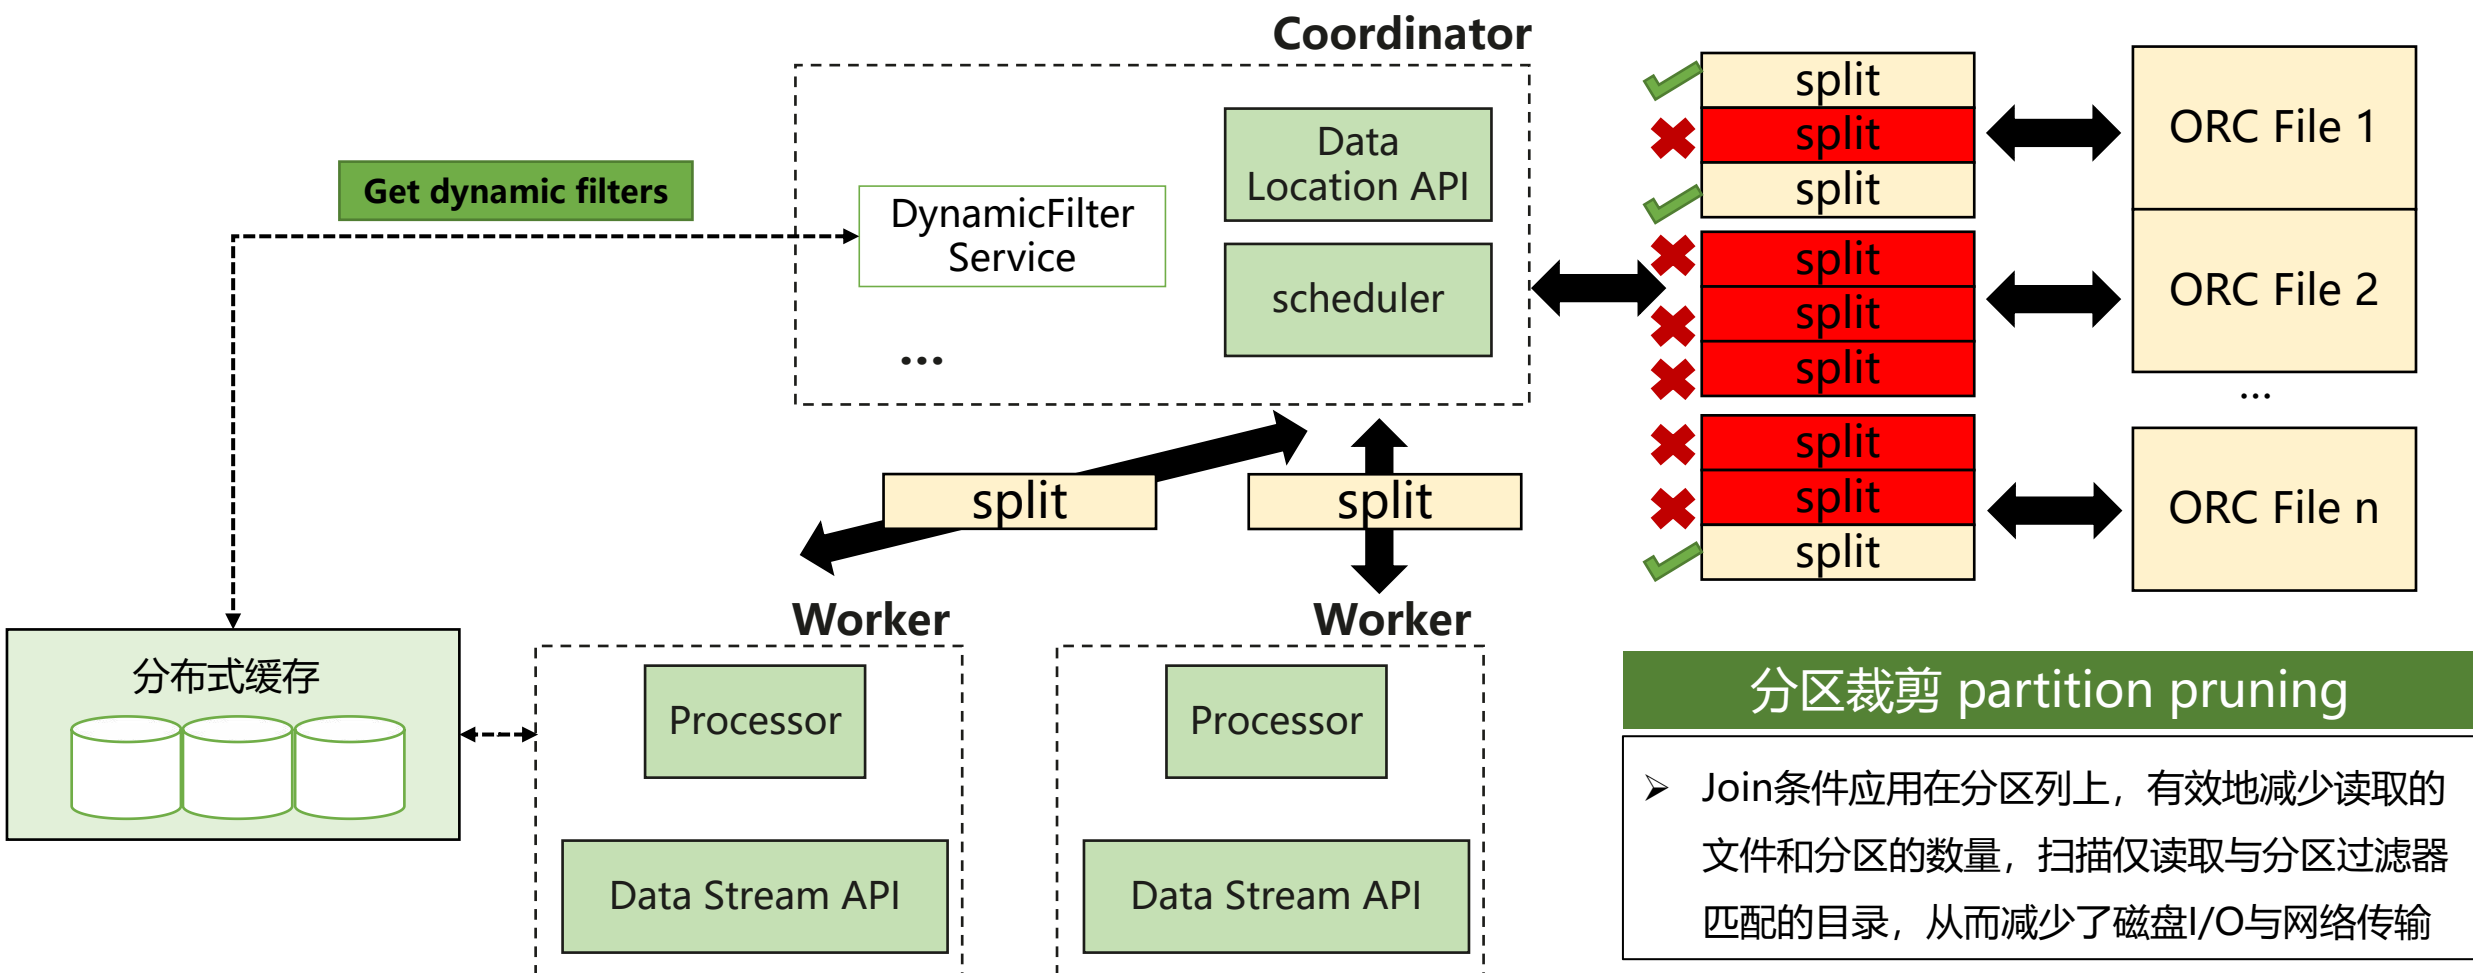 Coordinator
Get dynamic filters
DynamicFilter
Service
...
Data
Location API
scheduler
split
split
split
split
split
split
split
split
split
ORC File 1
ORC File 2
...
ORC File n
split
split
Worker
Worker
分布式缓存
Processor
Data Stream API
Processor
Data Stream API
分区裁剪 partition pruning
➢ Join条件应用在分区列上，有效地减少读取的
文件和分区的数量，扫描仅读取与分区过滤器
匹配的目录，从而减少了磁盘I/O与网络传输